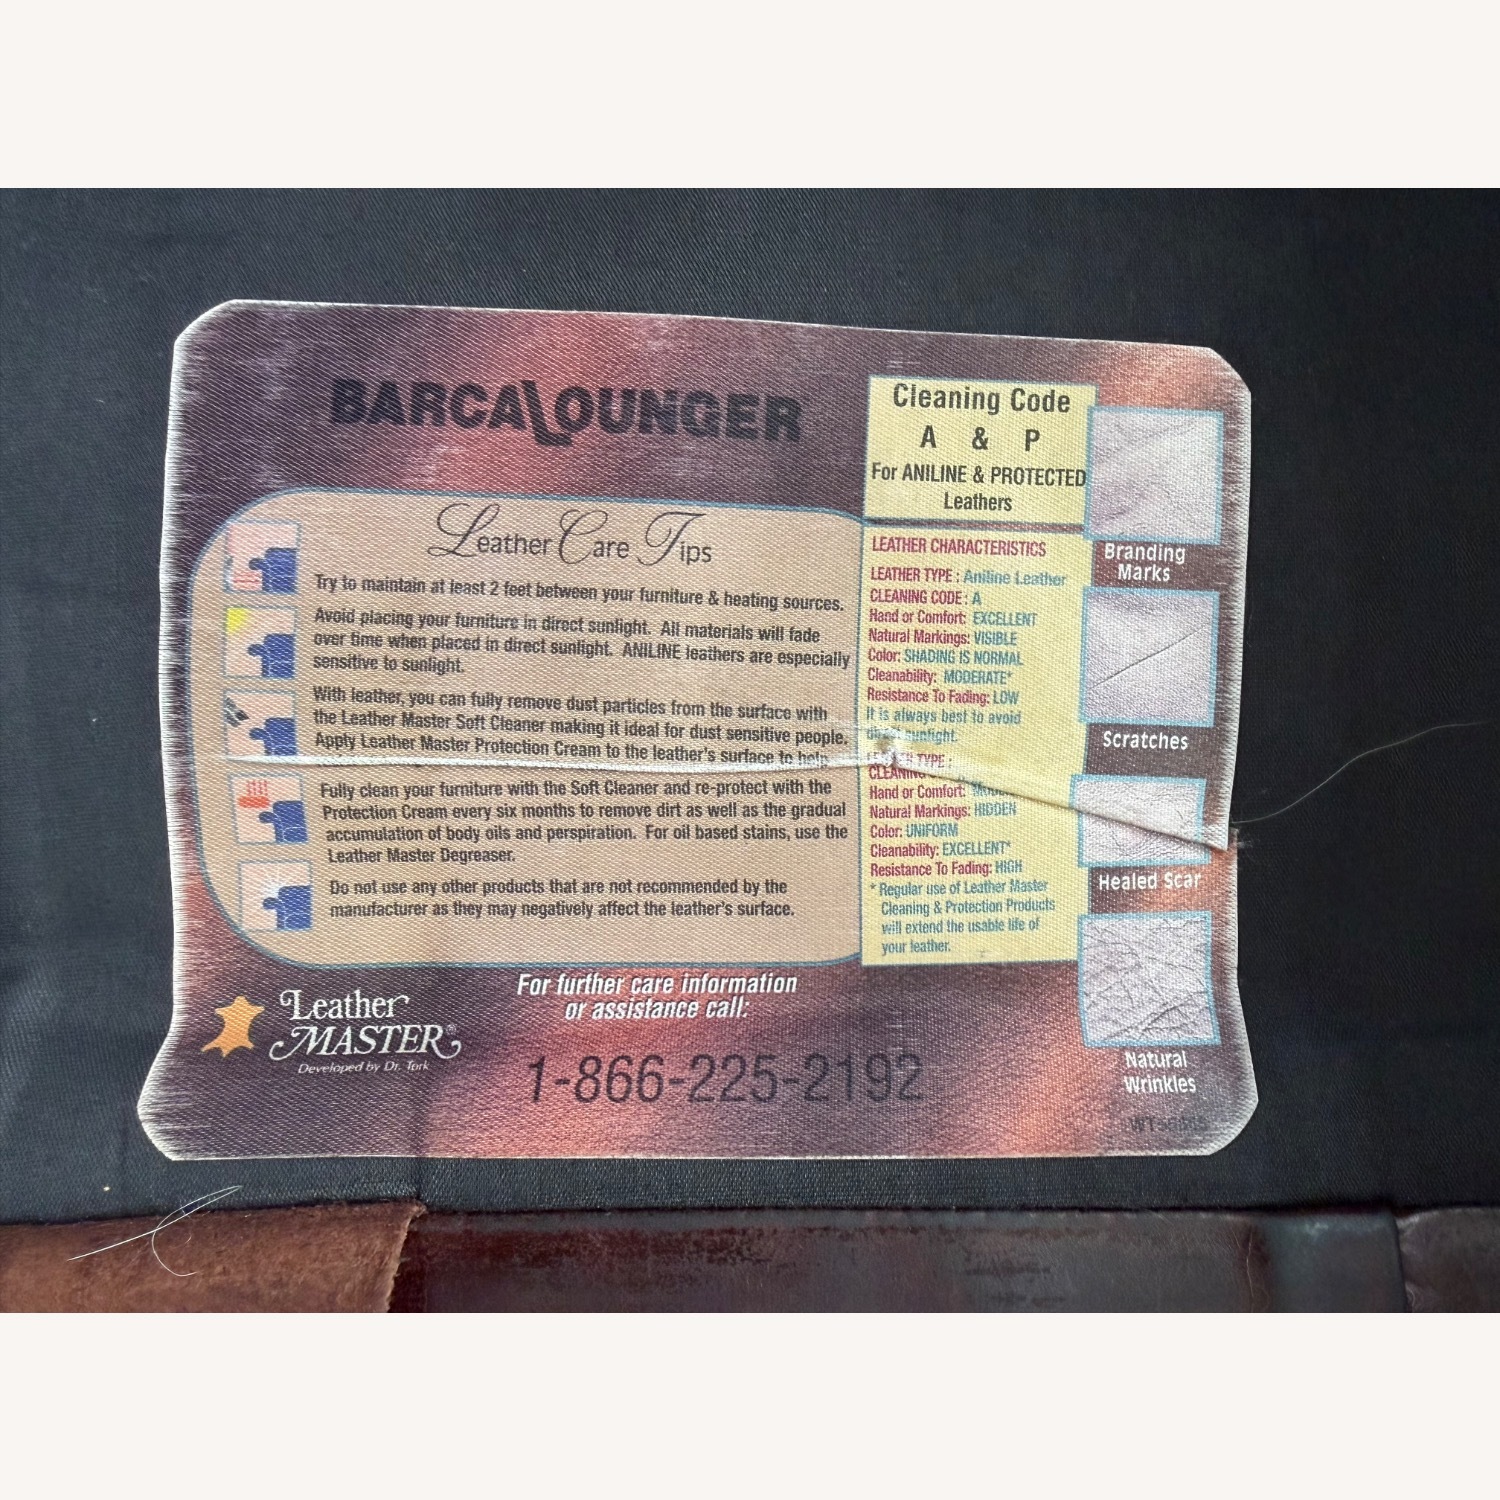 BARCALOUNGER
Leather Care Tips
Try to maintain at least 2 feet between your furniture & heating sources.
Avoid placing your furniture in direct sunlight. All materials will fade
over time when placed in direct sunlight. ANILINE leathers are especially
sensitive to sunlight.
With leather, you can fully remove dust particles from the surface with
the Leather Master Soft Cleaner making it ideal for dust sensitive people.
Apply Leather Master Protection Cream to the leather's surface to help
Fully clean your furniture with the Soft Cleaner and re-protect with the
Protection Cream every six months to remove dirt as well as the gradual
accumulation of body oils and perspiration. For oil based stains, use the
Leather Master Degreaser.
Do not use any other products that are not recommended by the
manufacturer as they may negatively affect the leather's surface.
Leather
MASTER®
Developed by Dr. Tork
For further care information
or assistance call:
1-866-225-2192
Cleaning Code
A & P
For ANILINE & PROTECTED
Leathers
LEATHER CHARACTERISTICS
LEATHER TYPE : Aniline Leather
CLEANING CODE : A
Hand or Comfort: EXCELLENT
Natural Markings: VISIBLE
Color: SHADING IS NORMAL
Cleanability: MODERATE*
Resistance To Fading: LOW
It is always best to avoid
direct sunlight.
LEATHER TYPE :
CLEANING
Hand or Comfort:
Natural Markings: HIDDEN
Color: UNIFORM
Cleanability: EXCELLENT*
Resistance To Fading: HIGH
* Regular use of Leather Master
Cleaning & Protection Products
will extend the usable life of
your leather.
Branding
Marks
Scratches
Healed Scar
Natural
Wrinkles